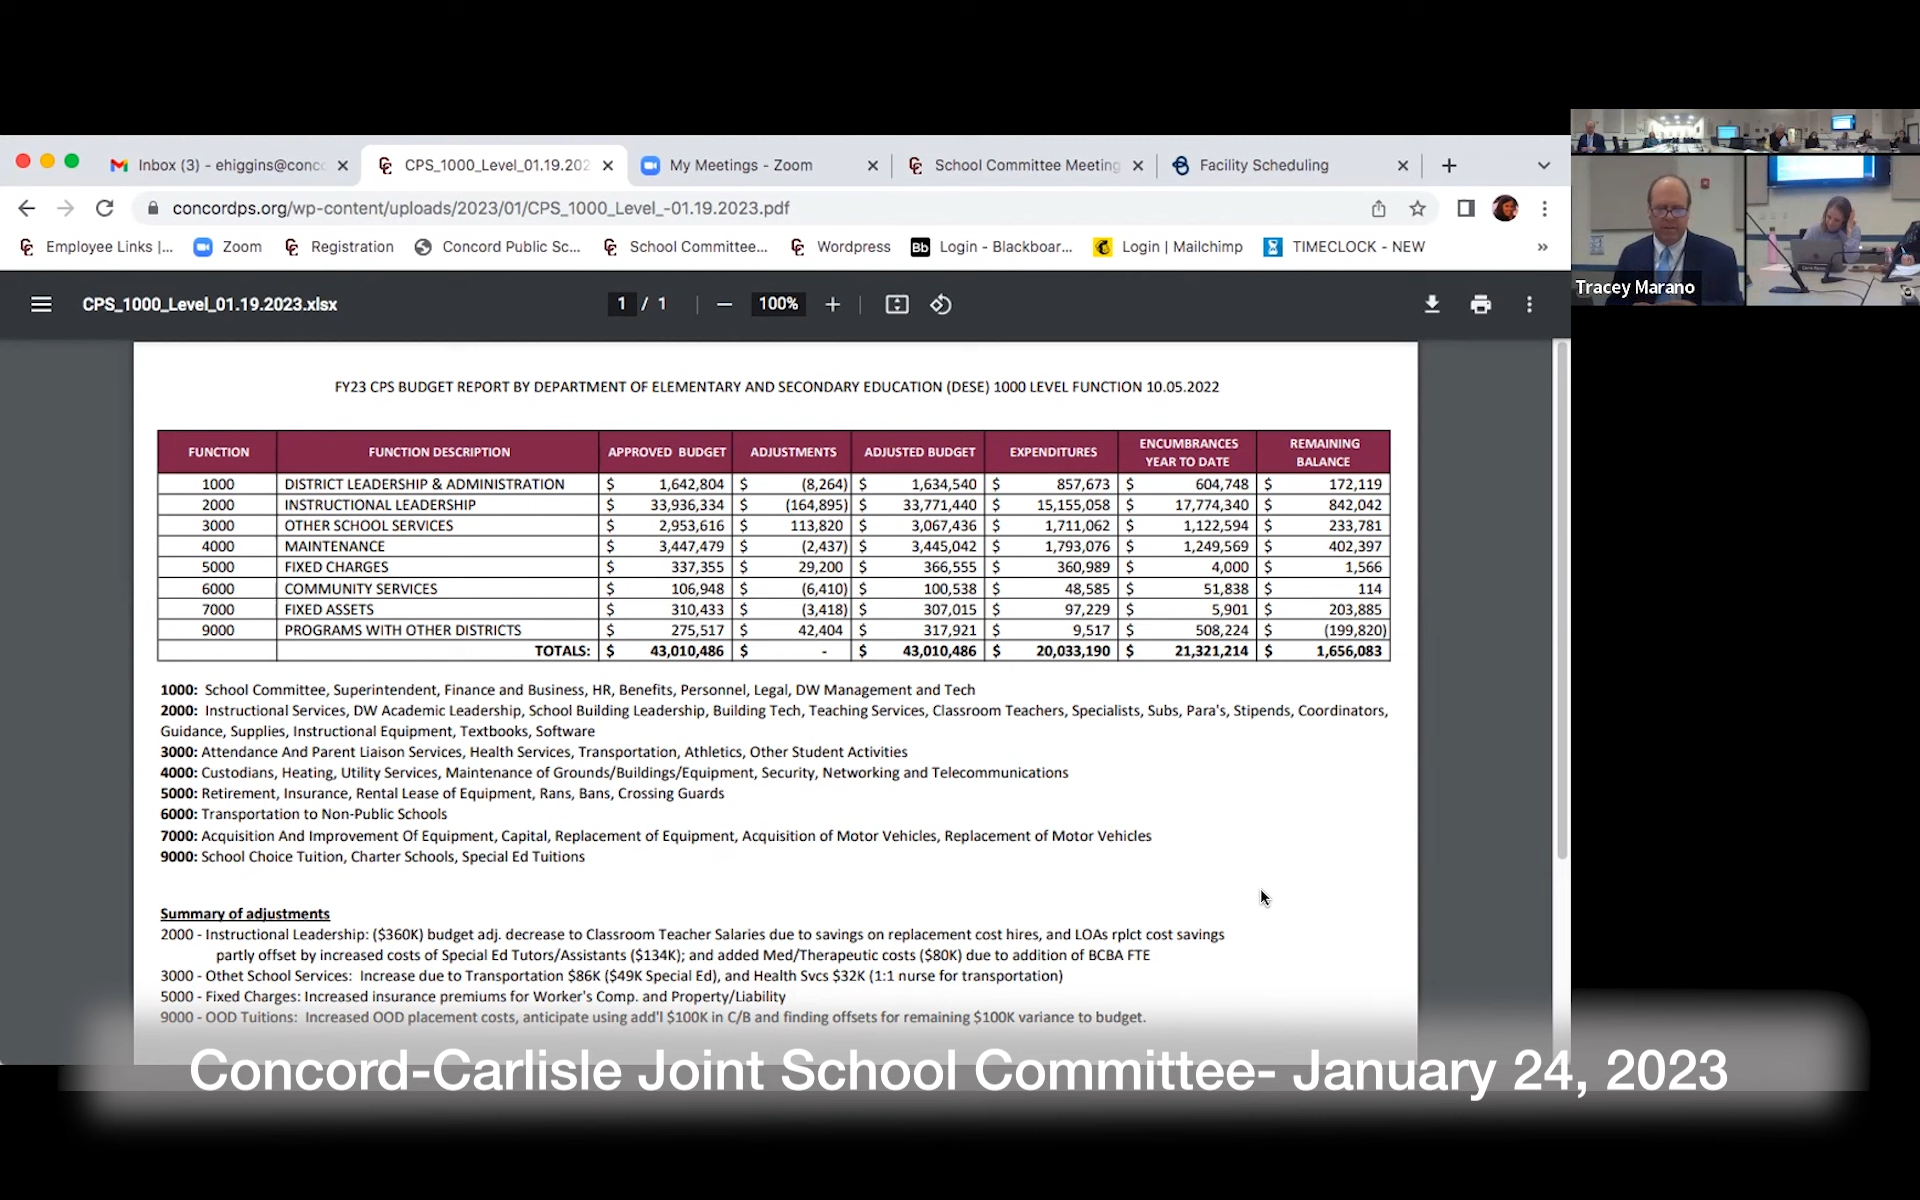 Inbox (3) - ehiggins@conc
CPS_1000_Level_01.19.202
My Meetings - Zoom
School Committee Meeting
Facility Scheduling
concordps.org/wp-content/uploads/2023/01/CPS_1000_Level_-01.19.2023.pdf
Employee Links |...
Zoom
Registration
Concord Public Sc...
School Committee...
Wordpress
Bb
Login - Blackboar...
Login | Mailchimp
TIMECLOCK - NEW
»
Tracey Marano
CPS_1000_Level_01.19.2023.xlsx
1 / 1
100%
FY23 CPS BUDGET REPORT BY DEPARTMENT OF ELEMENTARY AND SECONDARY EDUCATION (DESE) 1000 LEVEL FUNCTION 10.05.2022
FUNCTION FUNCTION DESCRIPTION APPROVED BUDGET ADJUSTMENTS ADJUSTED BUDGET EXPENDITURES ENCUMBRANCES YEAR TO DATE REMAINING BALANCE
1000 DISTRICT LEADERSHIP & ADMINISTRATION $ 1,642,804 $ (8,264) $ 1,634,540 $ 857,673 $ 604,748 $ 172,119
2000 INSTRUCTIONAL LEADERSHIP $ 33,936,334 $ (164,895) $ 33,771,440 $ 15,155,058 $ 17,774,340 $ 842,042
3000 OTHER SCHOOL SERVICES $ 2,953,616 $ 113,820 $ 3,067,436 $ 1,711,062 $ 1,122,594 $ 233,781
4000 MAINTENANCE $ 3,447,479 $ (2,437) $ 3,445,042 $ 1,793,076 $ 1,249,569 $ 402,397
5000 FIXED CHARGES $ 337,355 $ 29,200 $ 366,555 $ 360,989 $ 4,000 $ 1,566
6000 COMMUNITY SERVICES $ 106,948 $ (6,410) $ 100,538 $ 48,585 $ 51,838 $ 114
7000 FIXED ASSETS $ 310,433 $ (3,418) $ 307,015 $ 97,229 $ 5,901 $ 203,885
9000 PROGRAMS WITH OTHER DISTRICTS $ 275,517 $ 42,404 $ 317,921 $ 9,517 $ 508,224 $ (199,820)
TOTALS: $ 43,010,486 $ - $ 43,010,486 $ 20,033,190 $ 21,321,214 $ 1,656,083
1000: School Committee, Superintendent, Finance and Business, HR, Benefits, Personnel, Legal, DW Management and Tech
2000: Instructional Services, DW Academic Leadership, School Building Leadership, Building Tech, Teaching Services, Classroom Teachers, Specialists, Subs, Para's, Stipends, Coordinators,
Guidance, Supplies, Instructional Equipment, Textbooks, Software
3000: Attendance And Parent Liaison Services, Health Services, Transportation, Athletics, Other Student Activities
4000: Custodians, Heating, Utility Services, Maintenance of Grounds/Buildings/Equipment, Security, Networking and Telecommunications
5000: Retirement, Insurance, Rental Lease of Equipment, Rans, Bans, Crossing Guards
6000: Transportation to Non-Public Schools
7000: Acquisition And Improvement Of Equipment, Capital, Replacement of Equipment, Acquisition of Motor Vehicles, Replacement of Motor Vehicles
9000: School Choice Tuition, Charter Schools, Special Ed Tuitions
Summary of adjustments
2000 - Instructional Leadership: ($360K) budget adj. decrease to Classroom Teacher Salaries due to savings on replacement cost hires, and LOAs rplct cost savings
partly offset by increased costs of Special Ed Tutors/Assistants ($134K); and added Med/Therapeutic costs ($80K) due to addition of BCBA FTE
3000 - Othet School Services: Increase due to Transportation $86K ($49K Special Ed), and Health Svcs $32K (1:1 nurse for transportation)
5000 - Fixed Charges: Increased insurance premiums for Worker's Comp. and Property/Liability
9000 - OOD Tuitions: Increased OOD placement costs, anticipate using add'l $100K in C/B and finding offsets for remaining $100K variance to budget.
Concord-Carlisle Joint School Committee- January 24, 2023